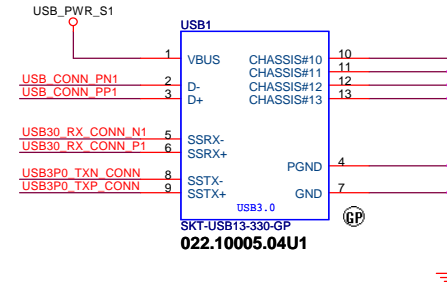 USB_PWR_S1
USB1
1 VBUS CHASSIS#10 10
CHASSIS#11 11
USB_CONN_PN1 2 D- CHASSIS#12 12
USB_CONN_PP1 3 D+ CHASSIS#13 13
USB30_RX_CONN_N1 5 SSRX-
USB30_RX_CONN_P1 6 SSRX+
PGND 4
USB3P0_TXN_CONN 8 SSTX-
USB3P0_TXP_CONN 9 SSTX+ GND 7
USB3.0
GP
SKT-USB13-330-GP
022.10005.04U1